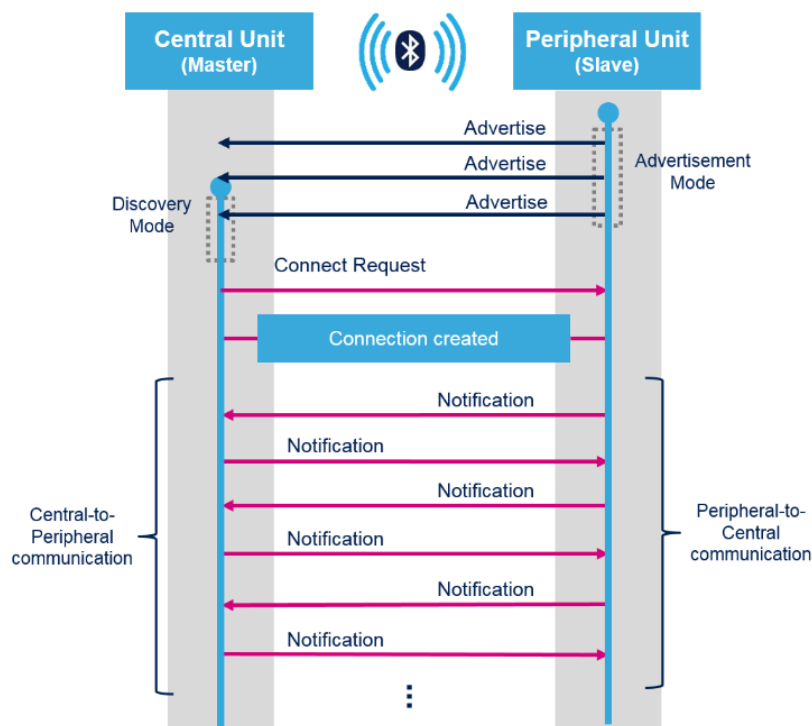 Central Unit
(Master)
Peripheral Unit
(Slave)
Advertise
Advertise
Advertise
Advertisement
Mode
Discovery
Mode
Connect Request
Connection created
Notification
Notification
Notification
Notification
Notification
Notification
Central-to-
Peripheral
communication
Peripheral-to-
Central
communication
...